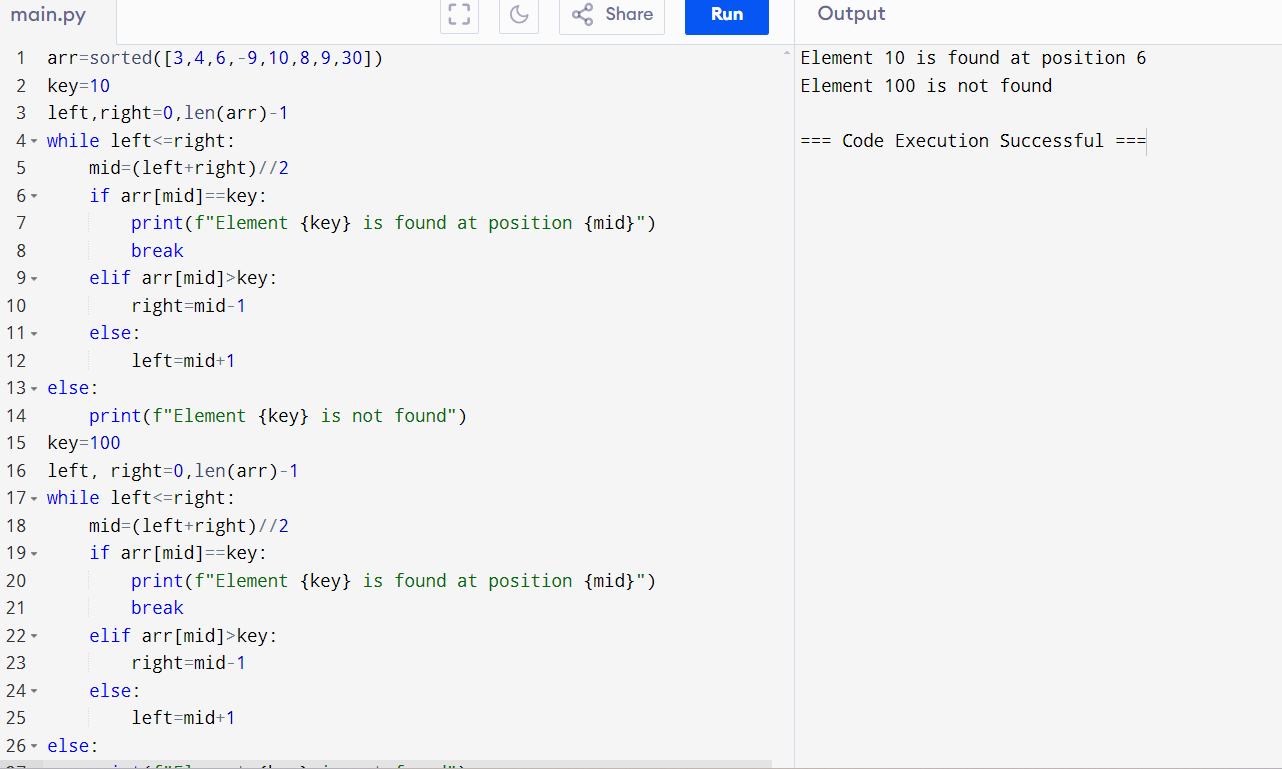 main.py
Share
Run
Output
1 arr=sorted([3,4,6,-9,10,8,9,30])
2 key=10
3 left,right=0,len(arr)-1
4 while left<=right:
5     mid=(left+right)//2
6     if arr[mid]==key:
7         print(f"Element {key} is found at position {mid}")
8         break
9     elif arr[mid]>key:
10         right=mid-1
11     else:
12         left=mid+1
13 else:
14     print(f"Element {key} is not found")
15 key=100
16 left, right=0,len(arr)-1
17 while left<=right:
18     mid=(left+right)//2
19     if arr[mid]==key:
20         print(f"Element {key} is found at position {mid}")
21         break
22     elif arr[mid]>key:
23         right=mid-1
24     else:
25         left=mid+1
26 else:
Element 10 is found at position 6
Element 100 is not found
=== Code Execution Successful ===